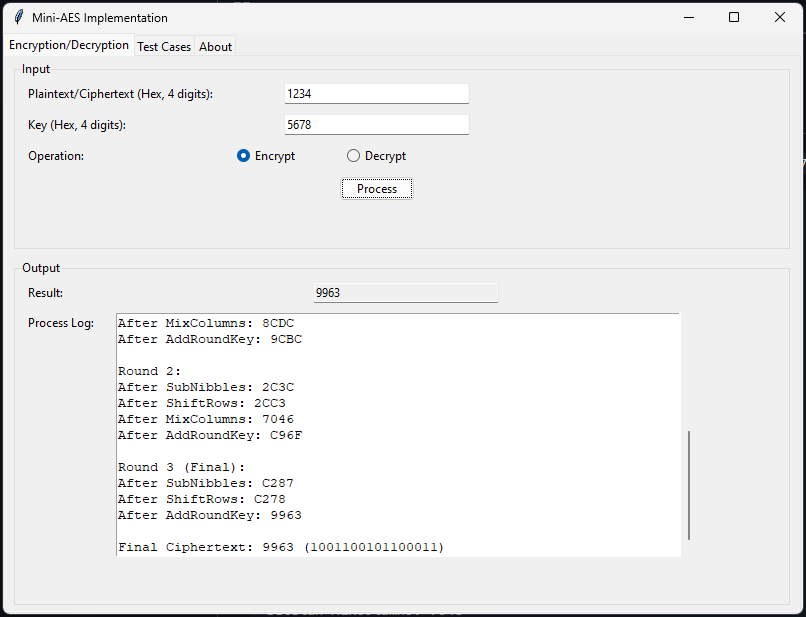 Mini-AES Implementation
Encryption/Decryption Test Cases About
Input
Plaintext/Ciphertext (Hex, 4 digits): 1234
Key (Hex, 4 digits): 5678
Operation: Encrypt Decrypt
Process
Output
Result: 9963
Process Log:
After MixColumns: 8CDC
After AddRoundKey: 9CBC
Round 2:
After SubNibbles: 2C3C
After ShiftRows: 2CC3
After MixColumns: 7046
After AddRoundKey: C96F
Round 3 (Final):
After SubNibbles: C287
After ShiftRows: C278
After AddRoundKey: 9963
Final Ciphertext: 9963 (1001100101100011)